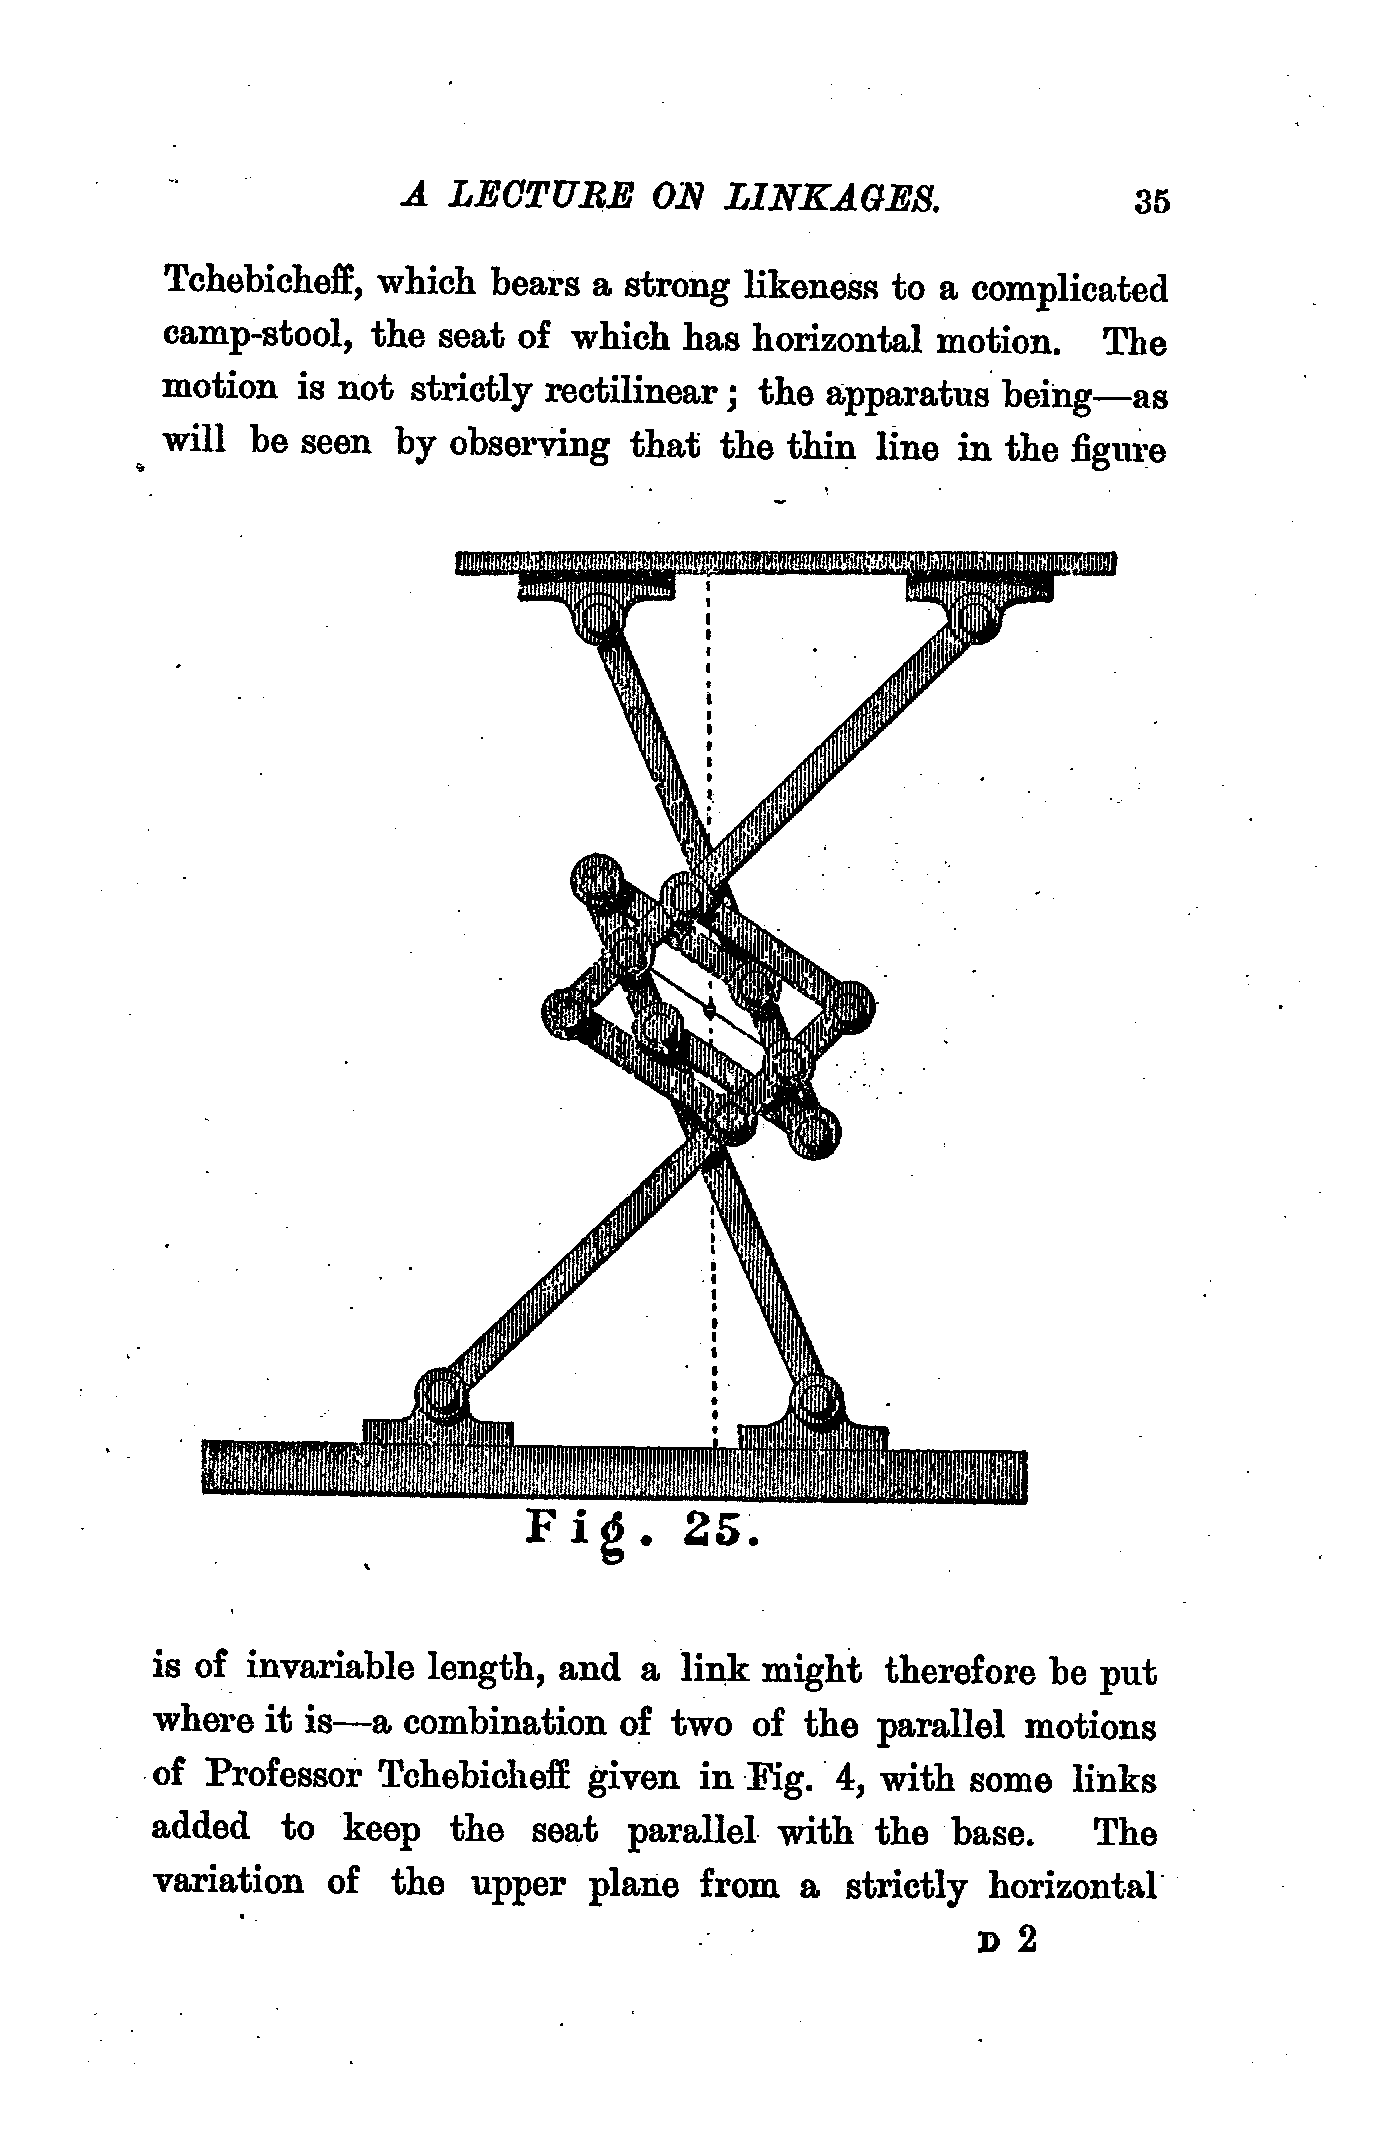 A LECTURE ON LINKAGES. 35
Tchebicheff, which bears a strong likeness to a complicated
camp-stool, the seat of which has horizontal motion. The
motion is not strictly rectilinear; the apparatus being—as
will be seen by observing that the thin line in the figure
Fig. 25.
is of invariable length, and a link might therefore be put
where it is—a combination of two of the parallel motions
of Professor Tchebicheff given in Fig. 4, with some links
added to keep the seat parallel with the base. The
variation of the upper plane from a strictly horizontal
D 2